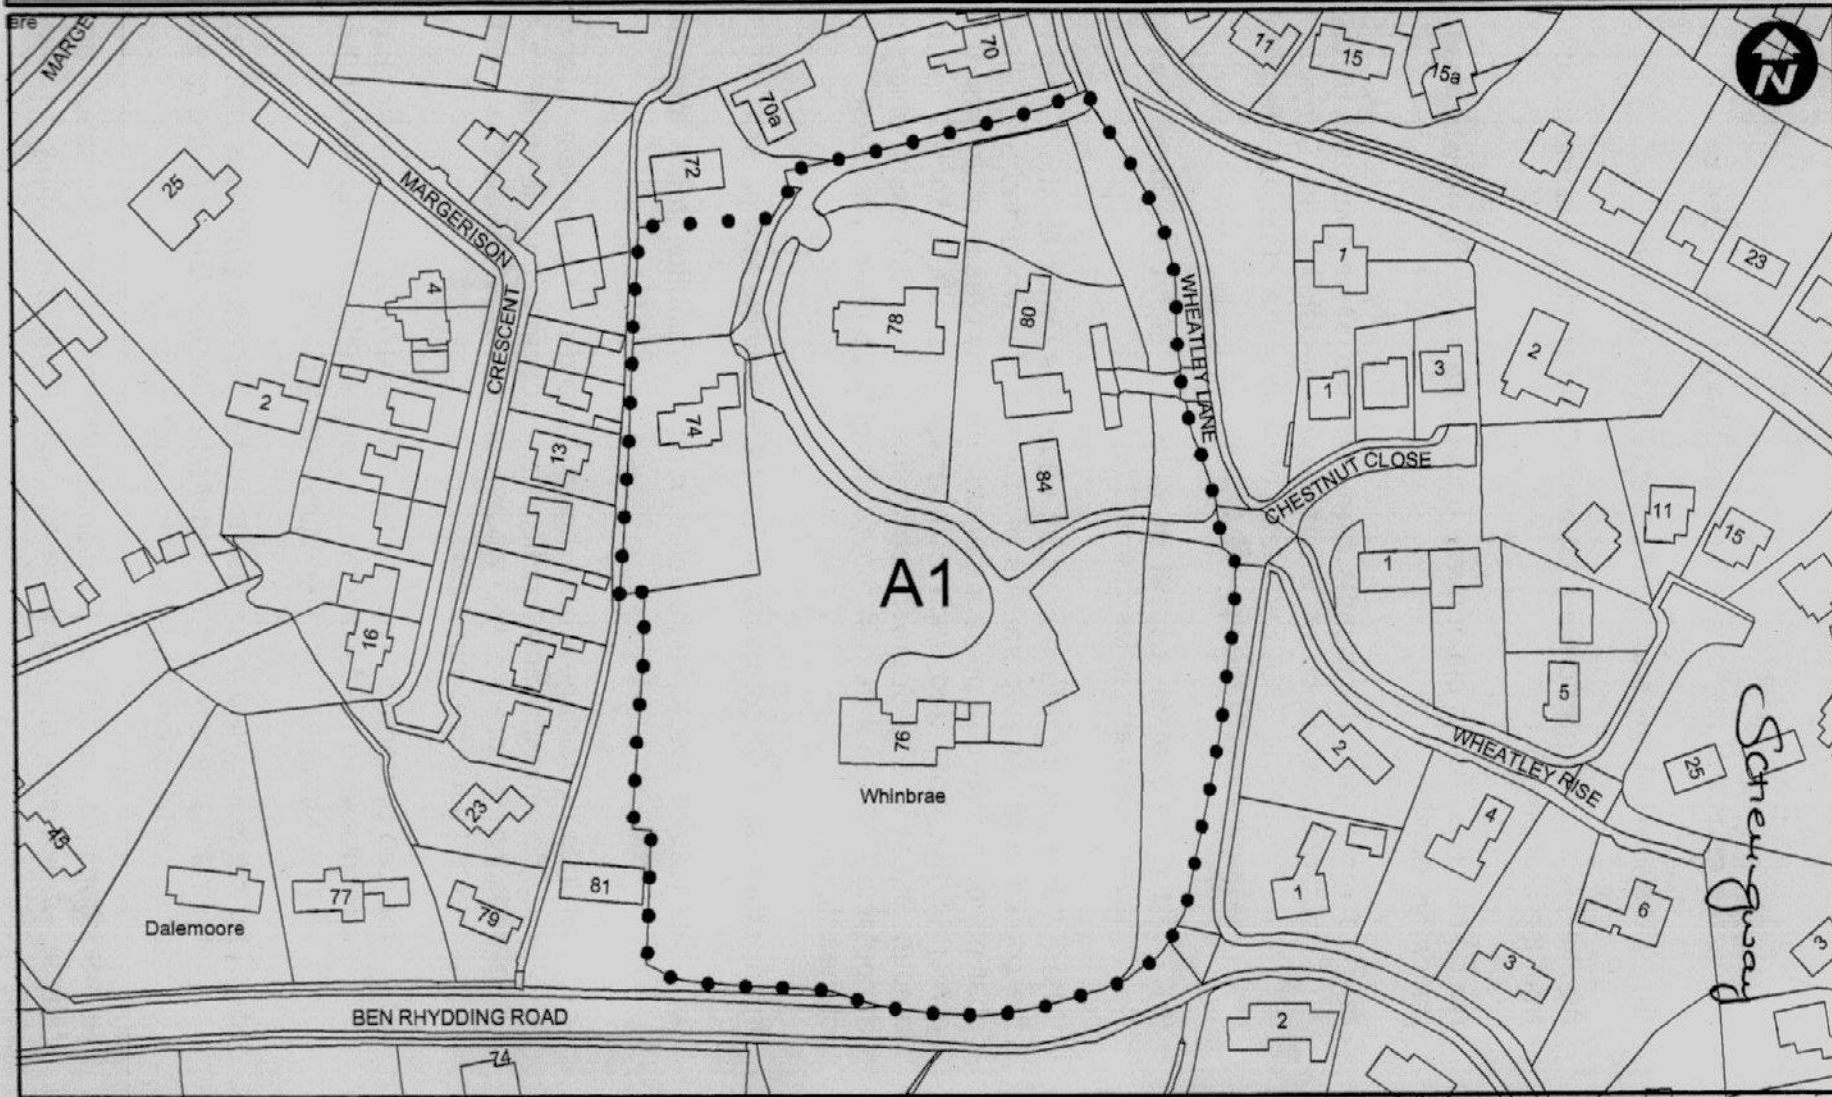 ere
MARGE
N
11
15
15a
70
70a
72
1
25
MARGERISON
CRESCENT
4
2
13
16
74
78
80
84
WHEATLEY LANE
1
23
1
3
2
CHESTNUT CLOSE
11
15
1
5
A1
76
Whinbrae
2
WHEATLEY RISE
25
4
1
6
3
3
45
23
77
79
81
Dalemoore
BEN RHYDDING ROAD
74
2